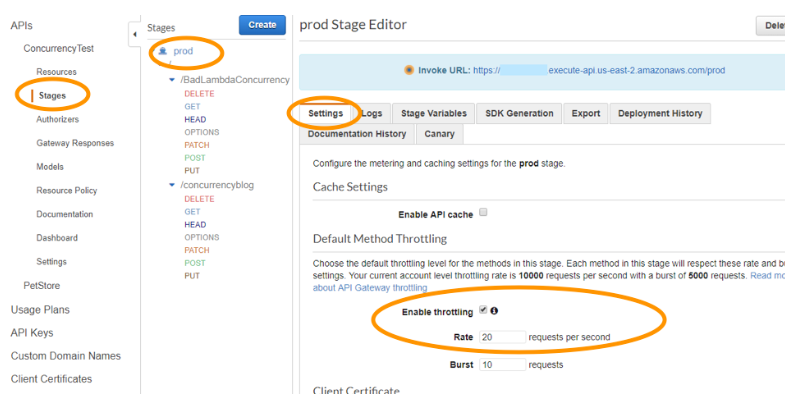 APIs
ConcurrencyTest
Resources
Stages
Authorizers
Gateway Responses
Models
Resource Policy
Documentation
Dashboard
Settings
PetStore
Usage Plans
API Keys
Custom Domain Names
Client Certificates
Stages
Create
prod
/
/BadLambdaConcurrency
DELETE
GET
HEAD
OPTIONS
PATCH
POST
PUT
/concurrencyblog
DELETE
GET
HEAD
OPTIONS
PATCH
POST
PUT
prod Stage Editor
Dele
Invoke URL: https:// execute-api.us-east-2.amazonaws.com/prod
Settings Logs Stage Variables SDK Generation Export Deployment History
Documentation History Canary
Configure the metering and caching settings for the prod stage.
Cache Settings
Enable API cache
Default Method Throttling
Choose the default throttling level for the methods in this stage. Each method in this stage will respect these rate and bu
settings. Your current account level throttling rate is 10000 requests per second with a burst of 5000 requests. Read mo
about API Gateway throttling
Enable throttling
Rate 20 requests per second
Burst 10 requests
Client Certificate